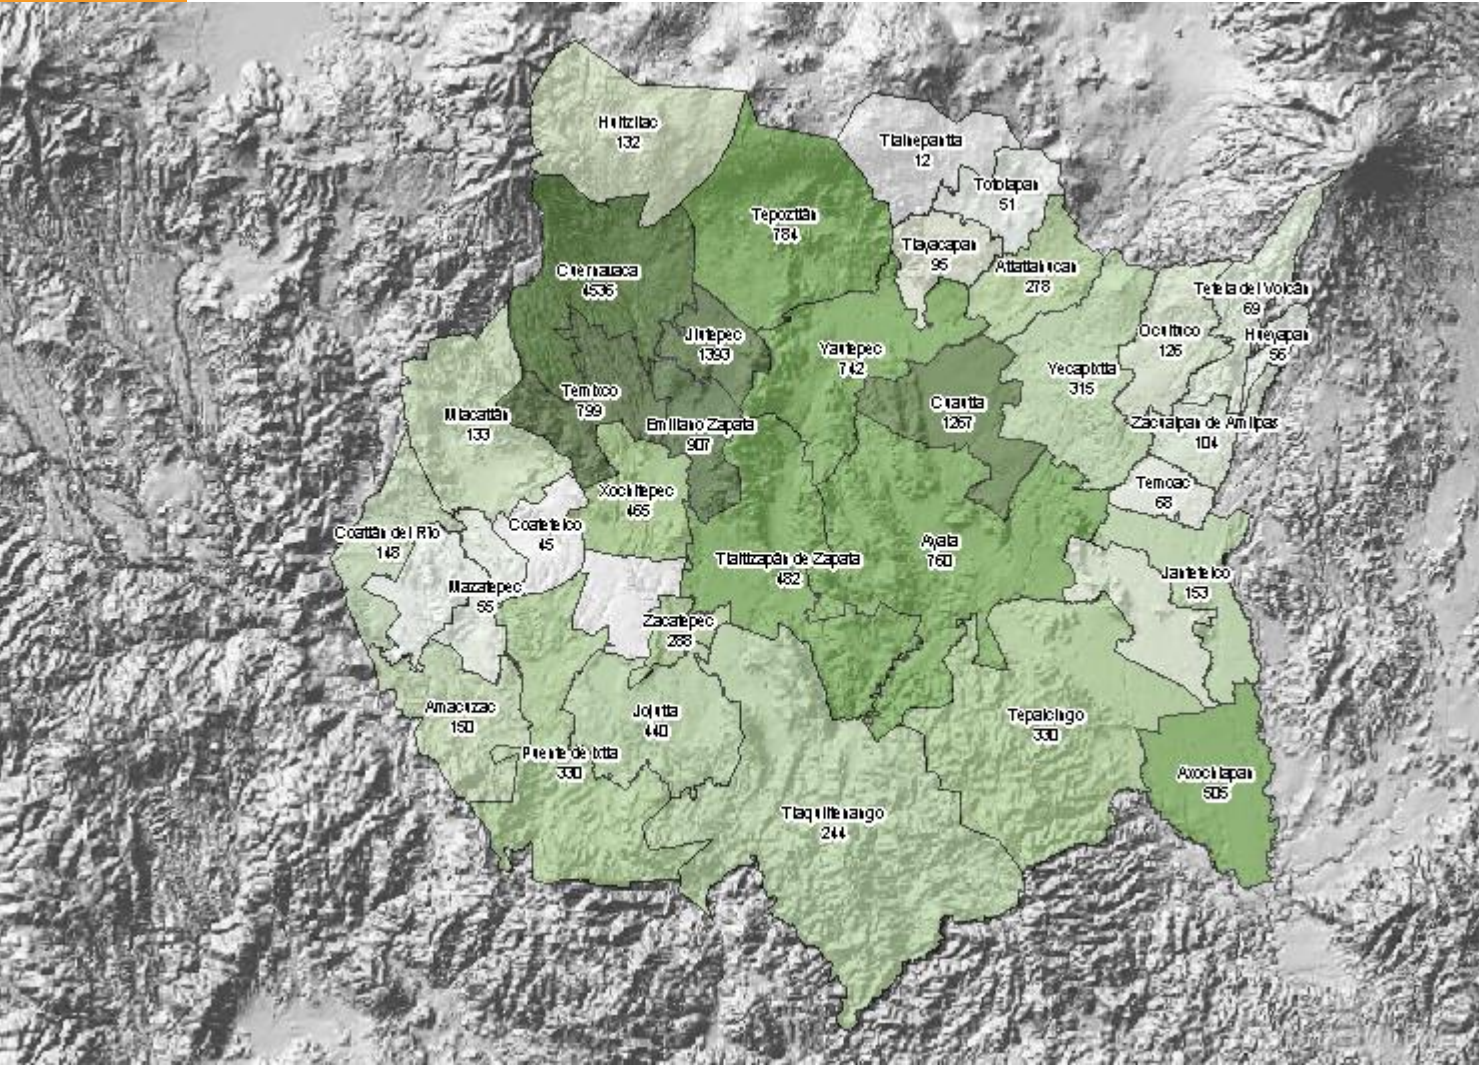 Huitzilac
132
Tlalnepantla
12
Totolapan
51
Tepoztlán
784
Tlayacapan
95
Atlatlahucan
278
Cuernavaca
4536
Tetela del Volcán
69
Jiutepec
1393
Ocuituco
126
Hueyapan
56
Yautepec
742
Yecapixtla
315
Temixco
799
Cuautla
1267
Miacatlán
133
Emiliano Zapata
907
Zacualpan de Amilpas
104
Xochitepec
465
Temoac
68
Coatetelco
45
Coatlán del Río
148
Ayala
760
Tlaltizapán de Zapata
482
Mazatepec
55
Jantetelco
153
Zacatepec
288
Amacuzac
150
Jojutla
440
Tepalcingo
330
Puente de Ixtla
330
Axochiapan
505
Tlaquiltenango
244